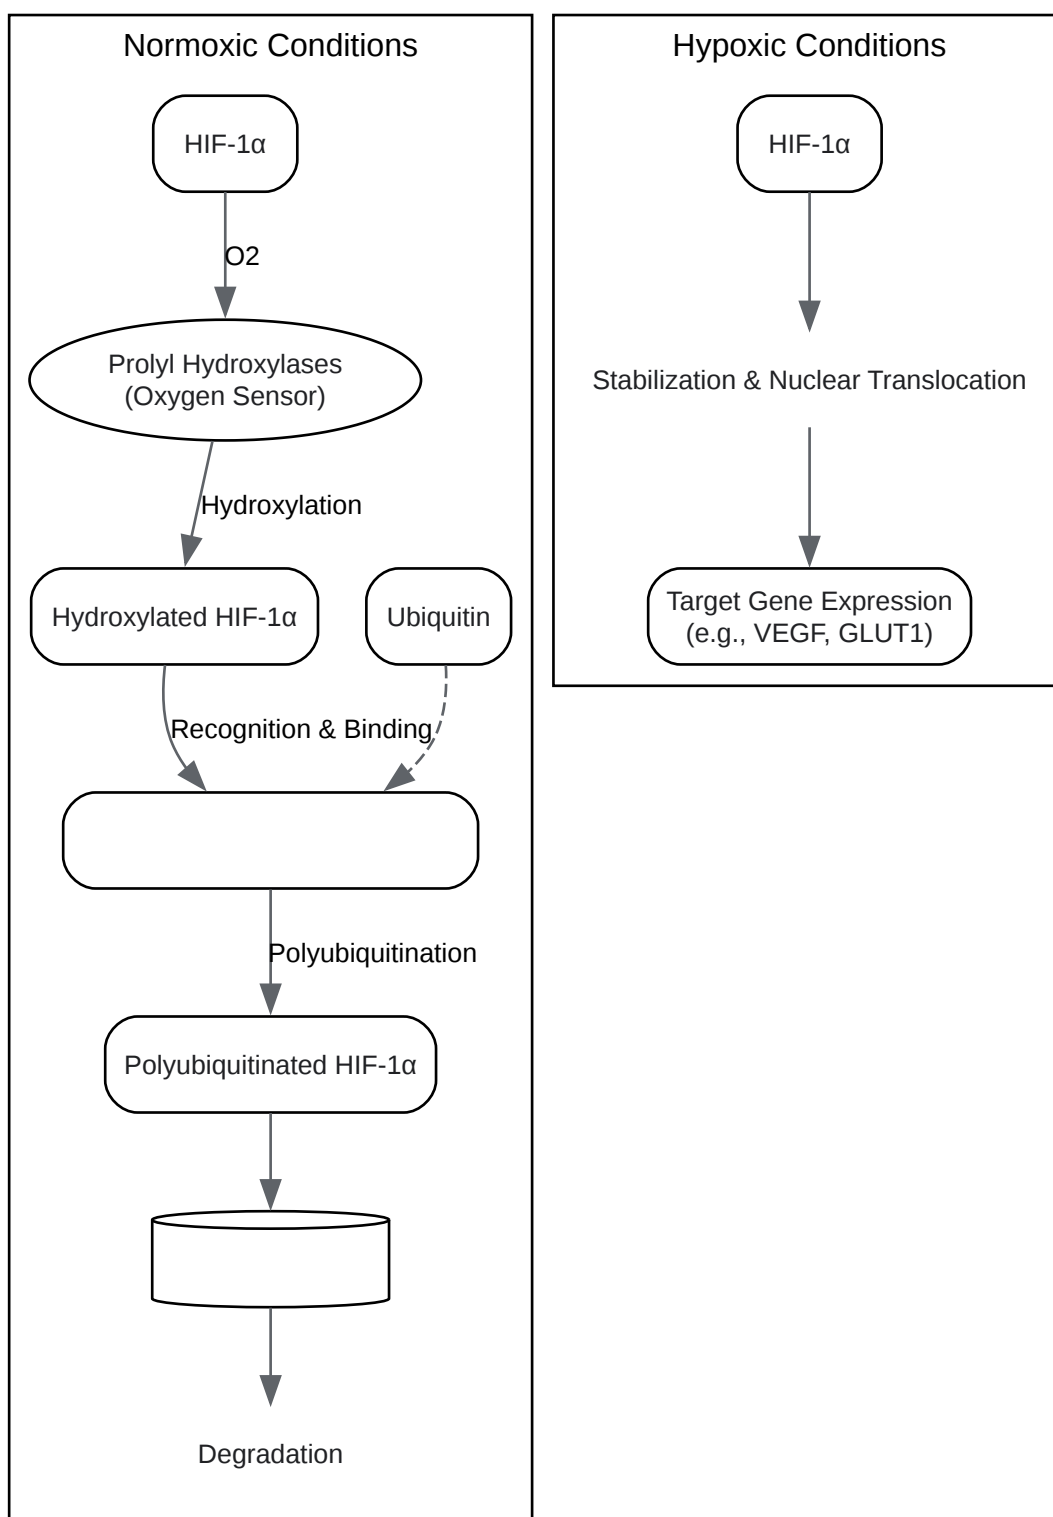 Normoxic Conditions
HIF-1α
O2
Prolyl Hydroxylases
(Oxygen Sensor)
Hydroxylation
Hydroxylated HIF-1α
Ubiquitin
Recognition & Binding
Polyubiquitination
Polyubiquitinated HIF-1α
Degradation
Hypoxic Conditions
HIF-1α
Stabilization & Nuclear Translocation
Target Gene Expression
(e.g., VEGF, GLUT1)